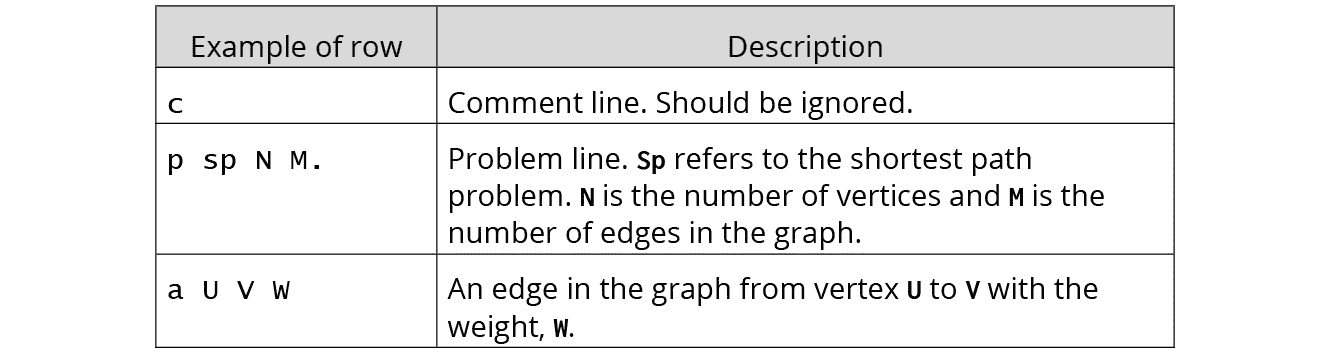 Example of row
Description
c
Comment line. Should be ignored.
p sp N M.
Problem line. Sp refers to the shortest path
problem. N is the number of vertices and M is the
number of edges in the graph.
a U V W
An edge in the graph from vertex U to V with the
weight, W.